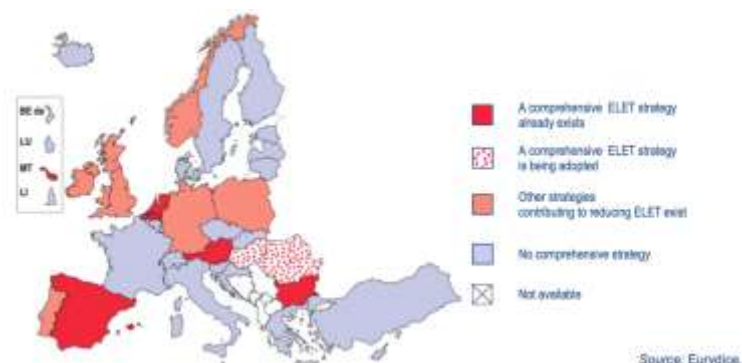 BE de
LU
MT
LI
A comprehensive ELET strategy
already exists
A comprehensive ELET strategy
is being adopted
Other strategies
contributing to reducing ELET exist
No comprehensive strategy
Not available
Source: Eurydice.